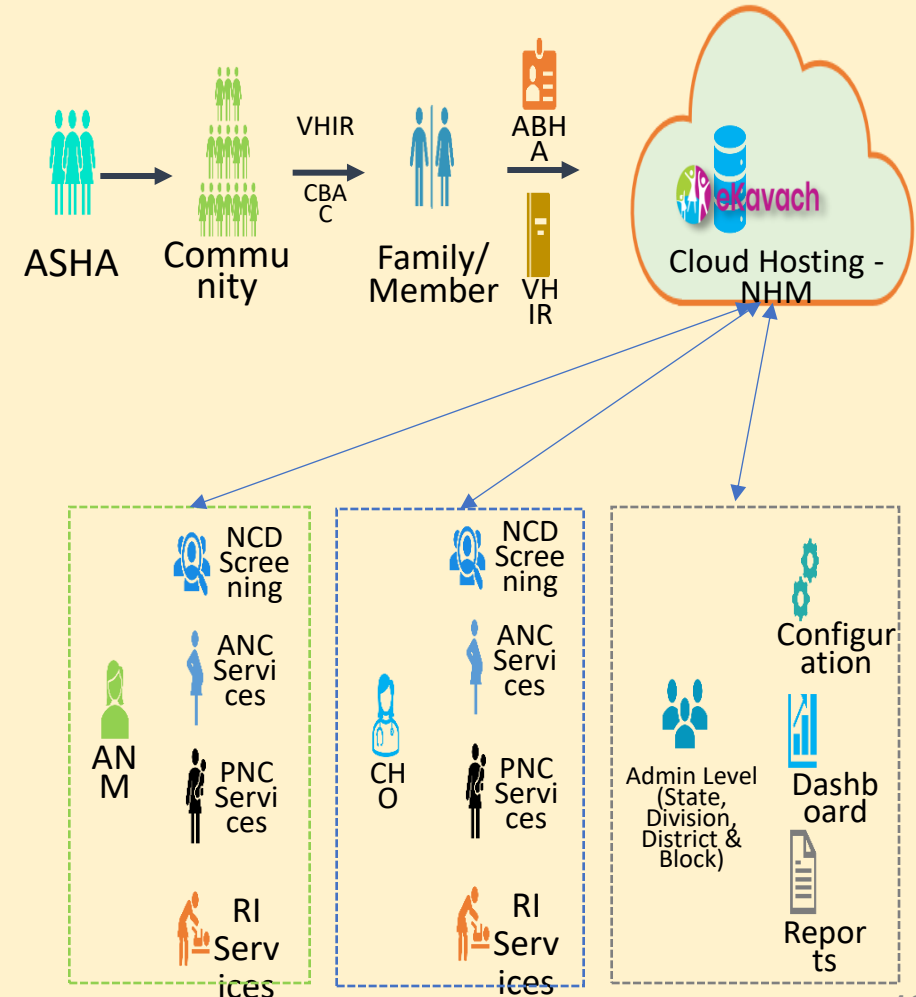 ASHA
Commu
nity
VHIR
CBA
C
Family/
Member
ABH
A
VH
IR
eKavach
Cloud Hosting -
NHM
AN
M
NCD
Scree
ning
ANC
Servi
ces
PNC
Servi
ces
RI
Serv
ices
CH
O
NCD
Scree
ning
ANC
Servi
ces
PNC
Servi
ces
RI
Serv
ices
Admin Level
(State,
Division,
District &
Block)
Configur
ation
Dashb
oard
Repor
ts